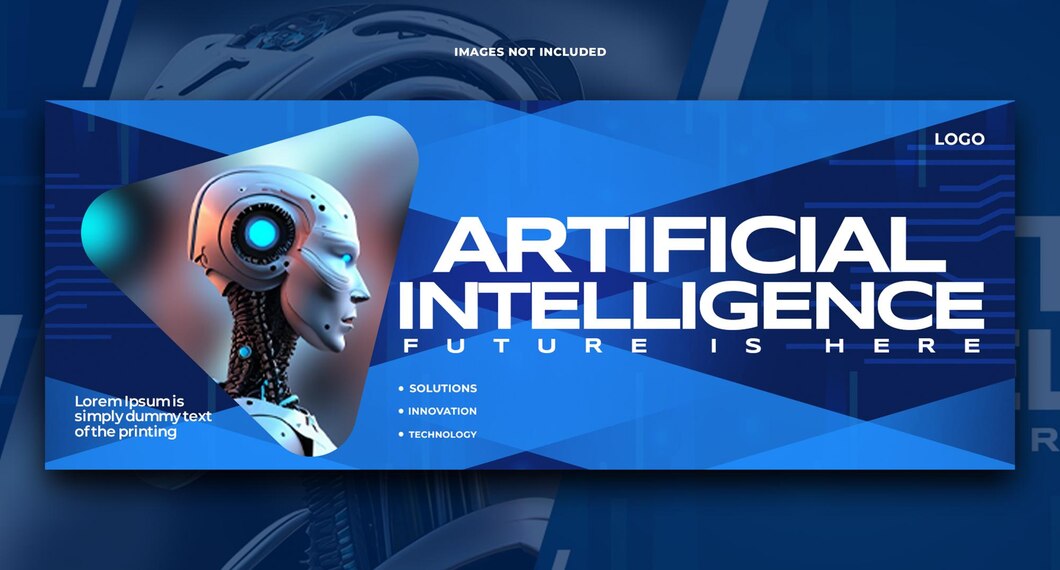 IMAGES NOT INCLUDED
LOGO
ARTIFICIAL
INTELLIGENCE
FUTURE IS HERE
SOLUTIONS
INNOVATION
TECHNOLOGY
Lorem Ipsum is
simply dummy text
of the printing